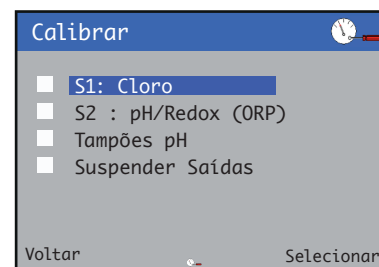 Calibrar
S1: Cloro
S2 : pH/Redox (ORP)
Tampões pH
Suspender Saídas
Voltar Selecionar